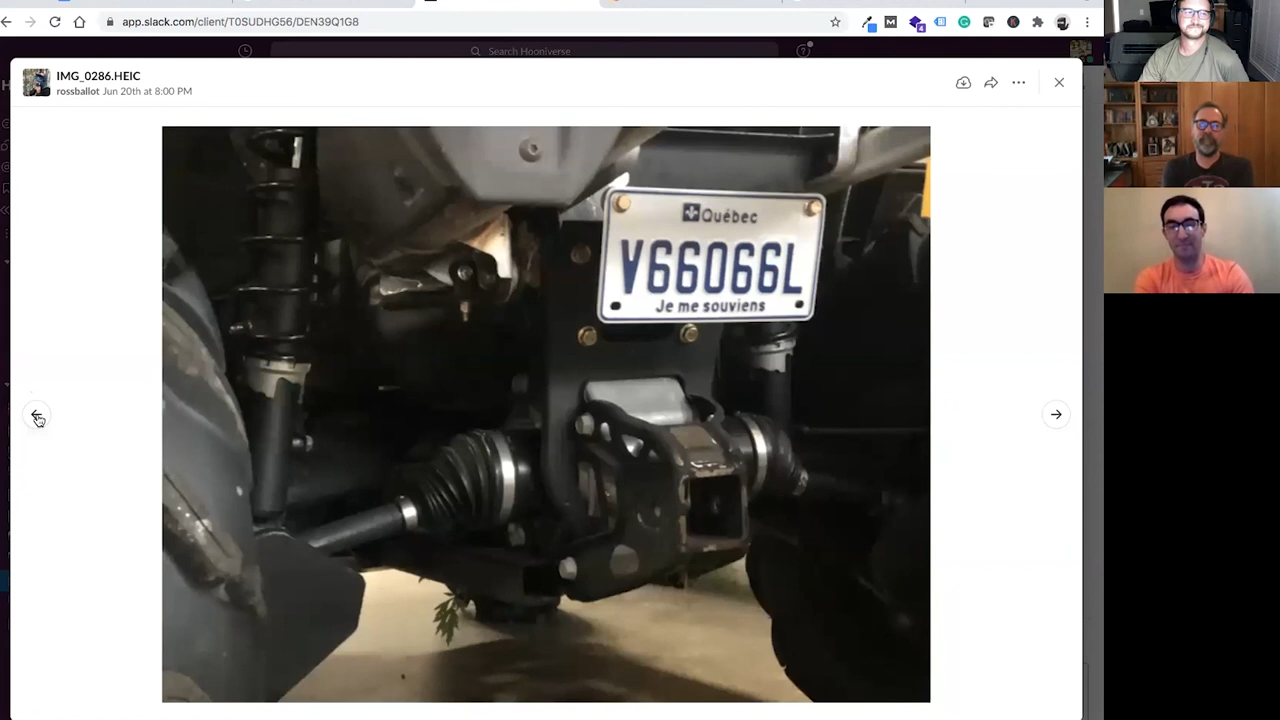 app.slack.com/client/T0SUDHG56/DEN39Q1G8
Search Hooniverse
IMG_0286.HEIC
rossballot Jun 20th at 8:00 PM
Québec
V66066L
Je me souviens